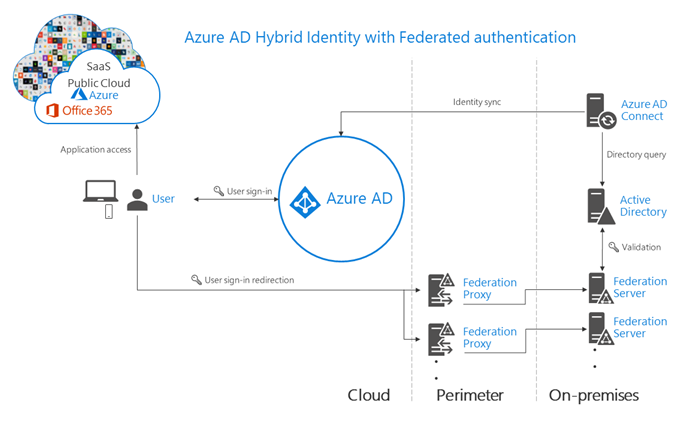 Azure AD Hybrid Identity with Federated authentication
SaaS
Public Cloud
Azure
Office 365
Identity sync
Azure AD
Connect
Application access
Directory query
User
User sign-in
Azure AD
Active
Directory
Validation
User sign-in redirection
Federation
Proxy
Federation
Server
Federation
Proxy
Federation
Server
Cloud
Perimeter
On-premises